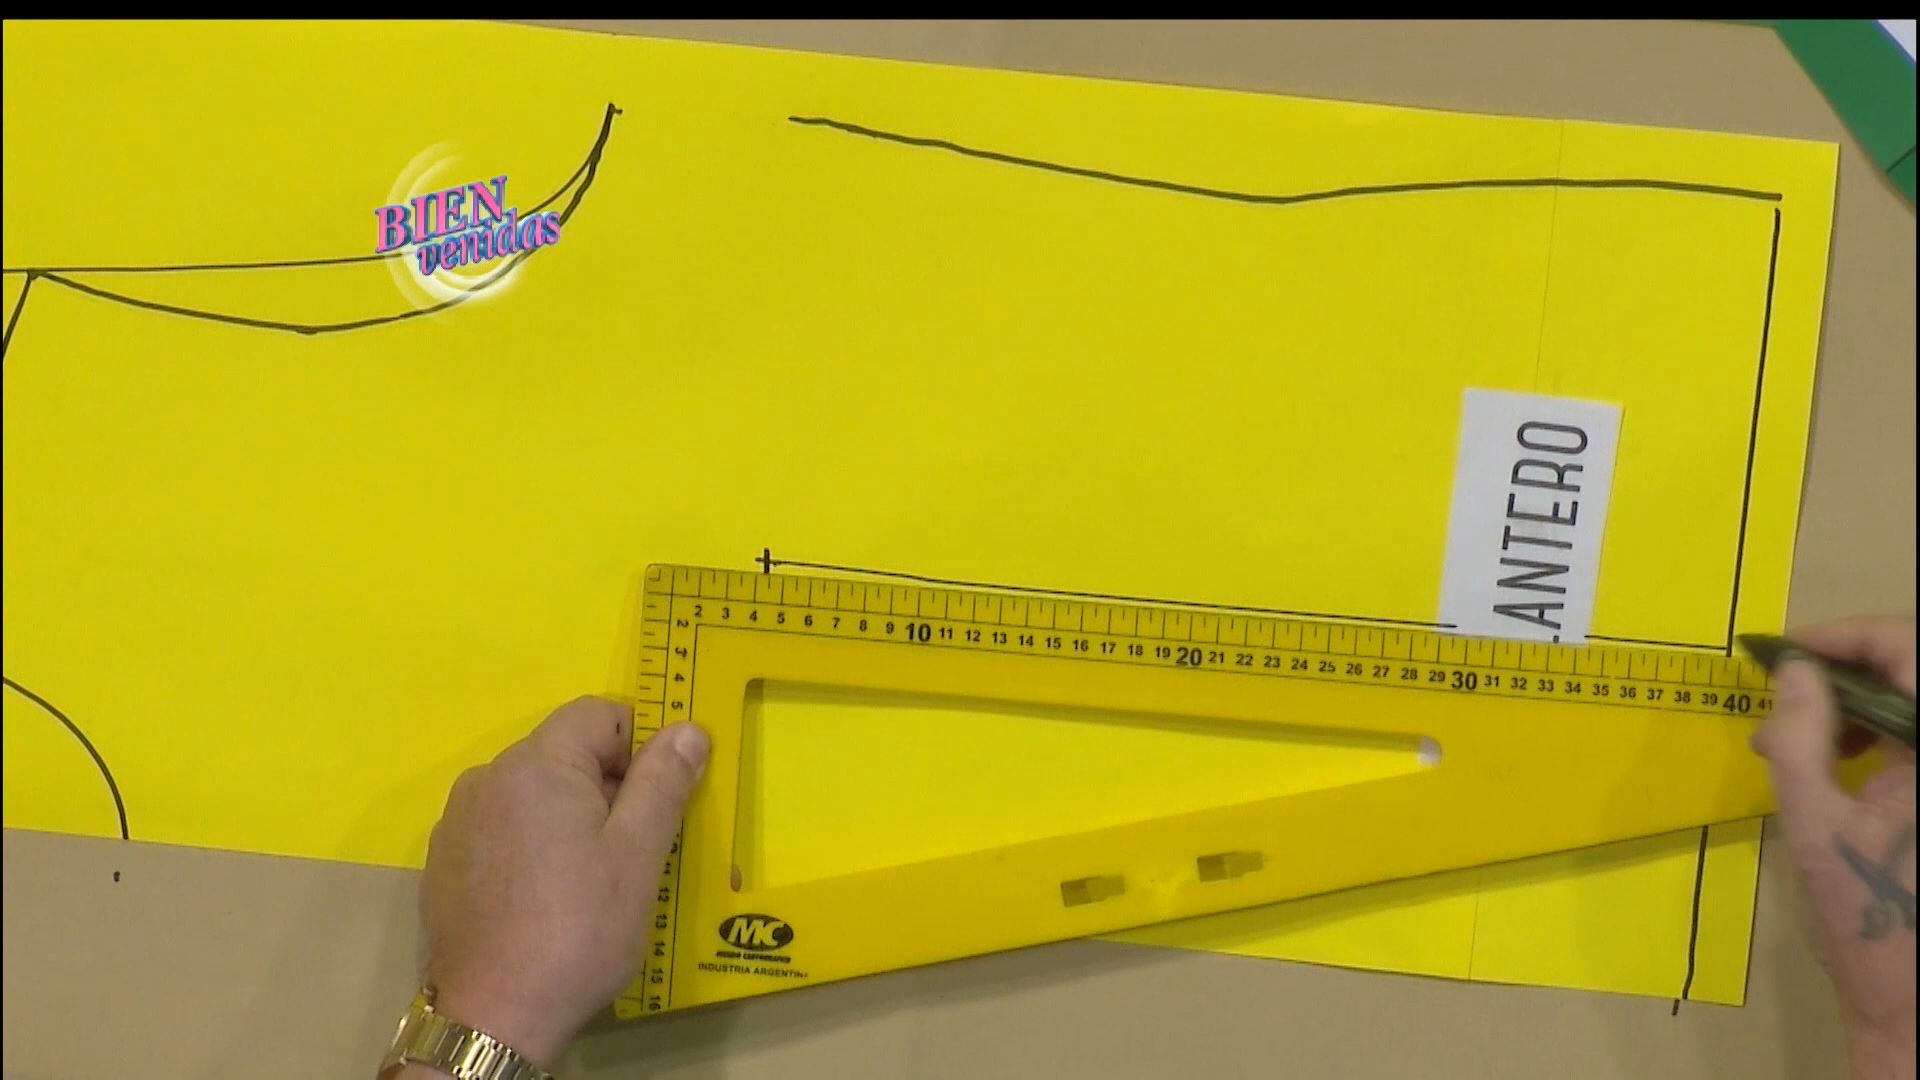 BIEN
venidas
LANTERO
2 3 4 5 6 7 8 9 10 11 12 13 14 15 16 17 18 19 20 21 22 23 24 25 26 27 28 29 30 31 32 33 34 35 36 37 38 39 40 41
2
3
4
5
11
12
13
14
15
16
MC
INDUSTRIA ARGENTINA